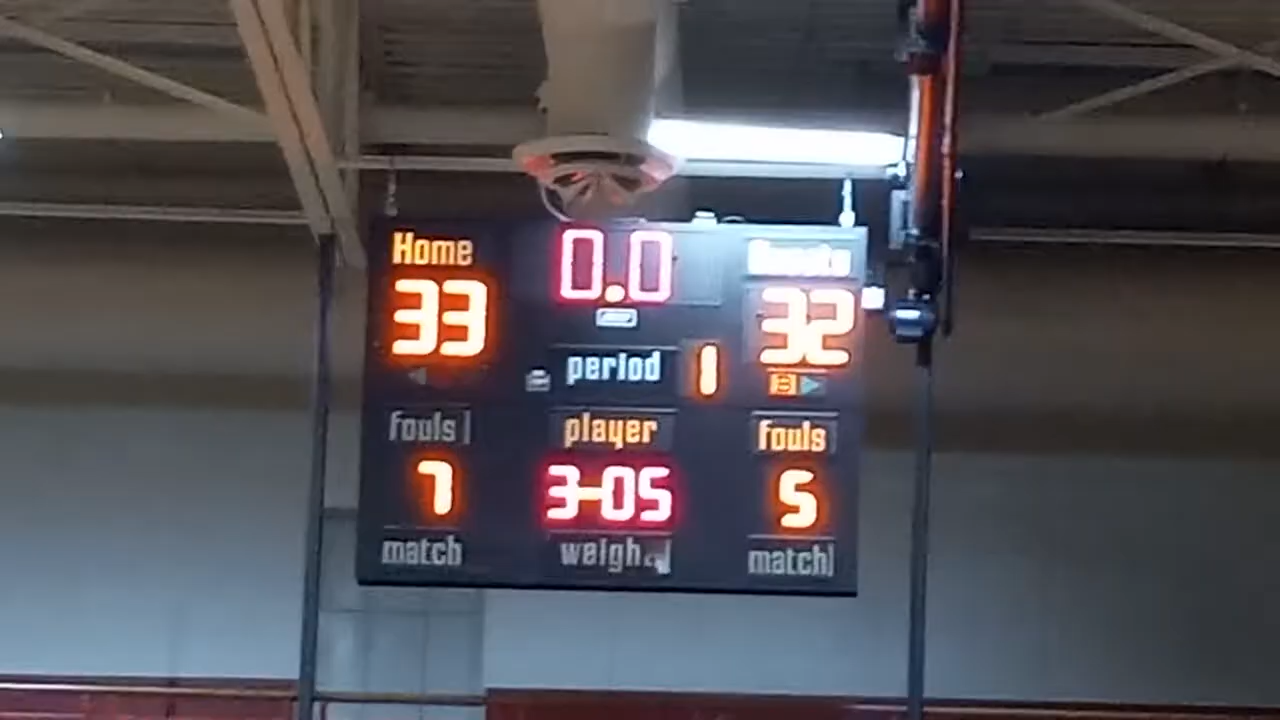 Home 0.0
33 32
period 1
B
fouls player fouls
7 3-05 5
match weigh match